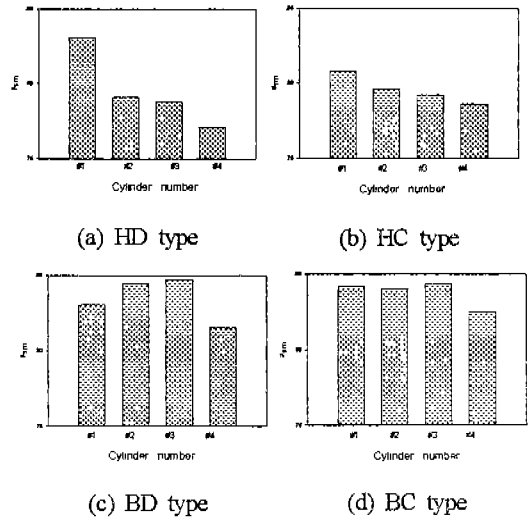 #1 #2 #3 #4
Cylinder number
(a) HD type
#1 #2 #3 #4
Cylinder number
(b) HC type
#1 #2 #3 #4
Cylinder number
(c) BD type
#1 #2 #3 #4
Cylinder number
(d) BC type